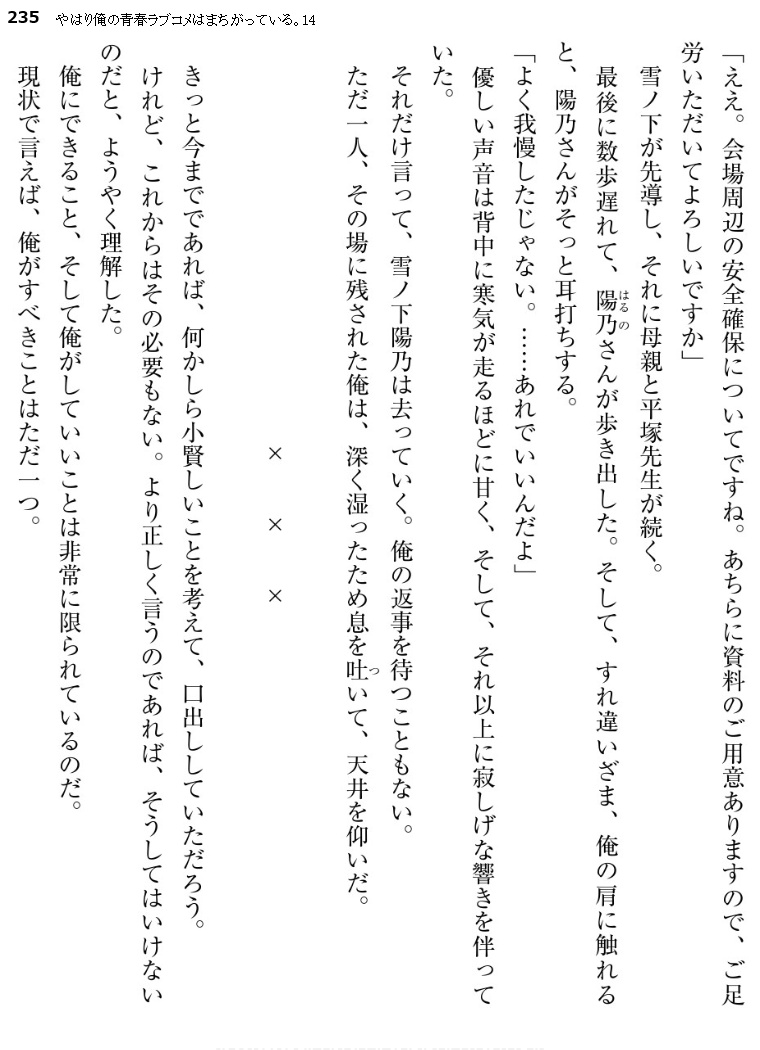 235 やはり俺の青春ラブコメはまちがっている。14
「ええ。会場周辺の安全確保についてですね。あちらに資料のご用意ありますので、ご足
労いただいてよろしいですか」
雪ノ下が先導し、それに母親と平塚先生が続く。
最後に数歩遅れて、陽乃さんが歩き出した。そして、すれ違いざま、俺の肩に触れる
はるの
と、陽乃さんがそっと耳打ちする。
「よく我慢したじゃない。……あれでいいんだよ」
優しい声音は背中に寒気が走るほどに甘く、そして、それ以上に寂しげな響きを伴って
いた。
それだけ言って、雪ノ下陽乃は去っていく。俺の返事を待つこともない。
ただ一人、その場に残された俺は、深く湿ったため息を吐いて、天井を仰いだ。
つ
× × ×
きっと今までであれば、何かしら小賢しいことを考えて、口出ししていただろう。
けれど、これからはその必要もない。より正しく言うのであれば、そうしてはいけない
のだと、ようやく理解した。
俺にできること、そして俺がしていいことは非常に限られているのだ。
現状で言えば、俺がすべきことはただ一つ。